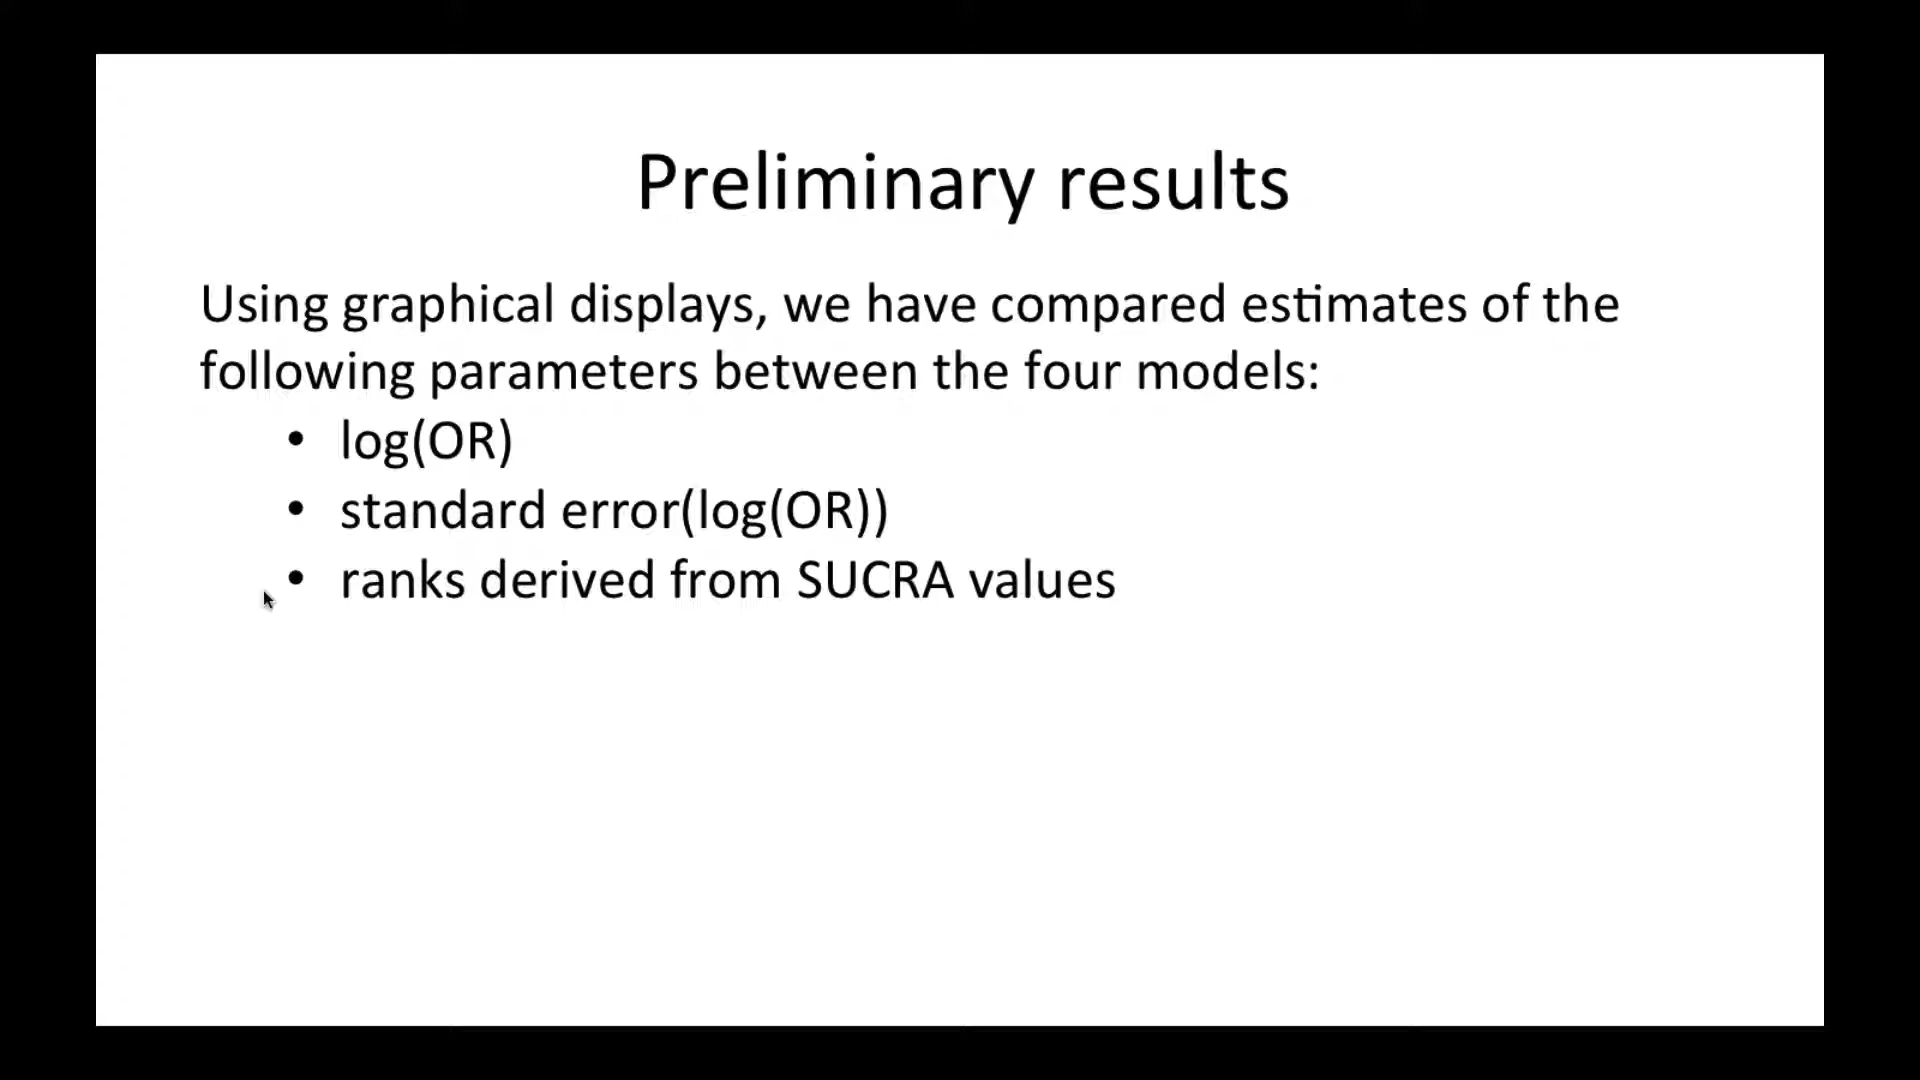 Preliminary results
Using graphical displays, we have compared estimates of the
following parameters between the four models:
• log(OR)
• standard error(log(OR))
• ranks derived from SUCRA values